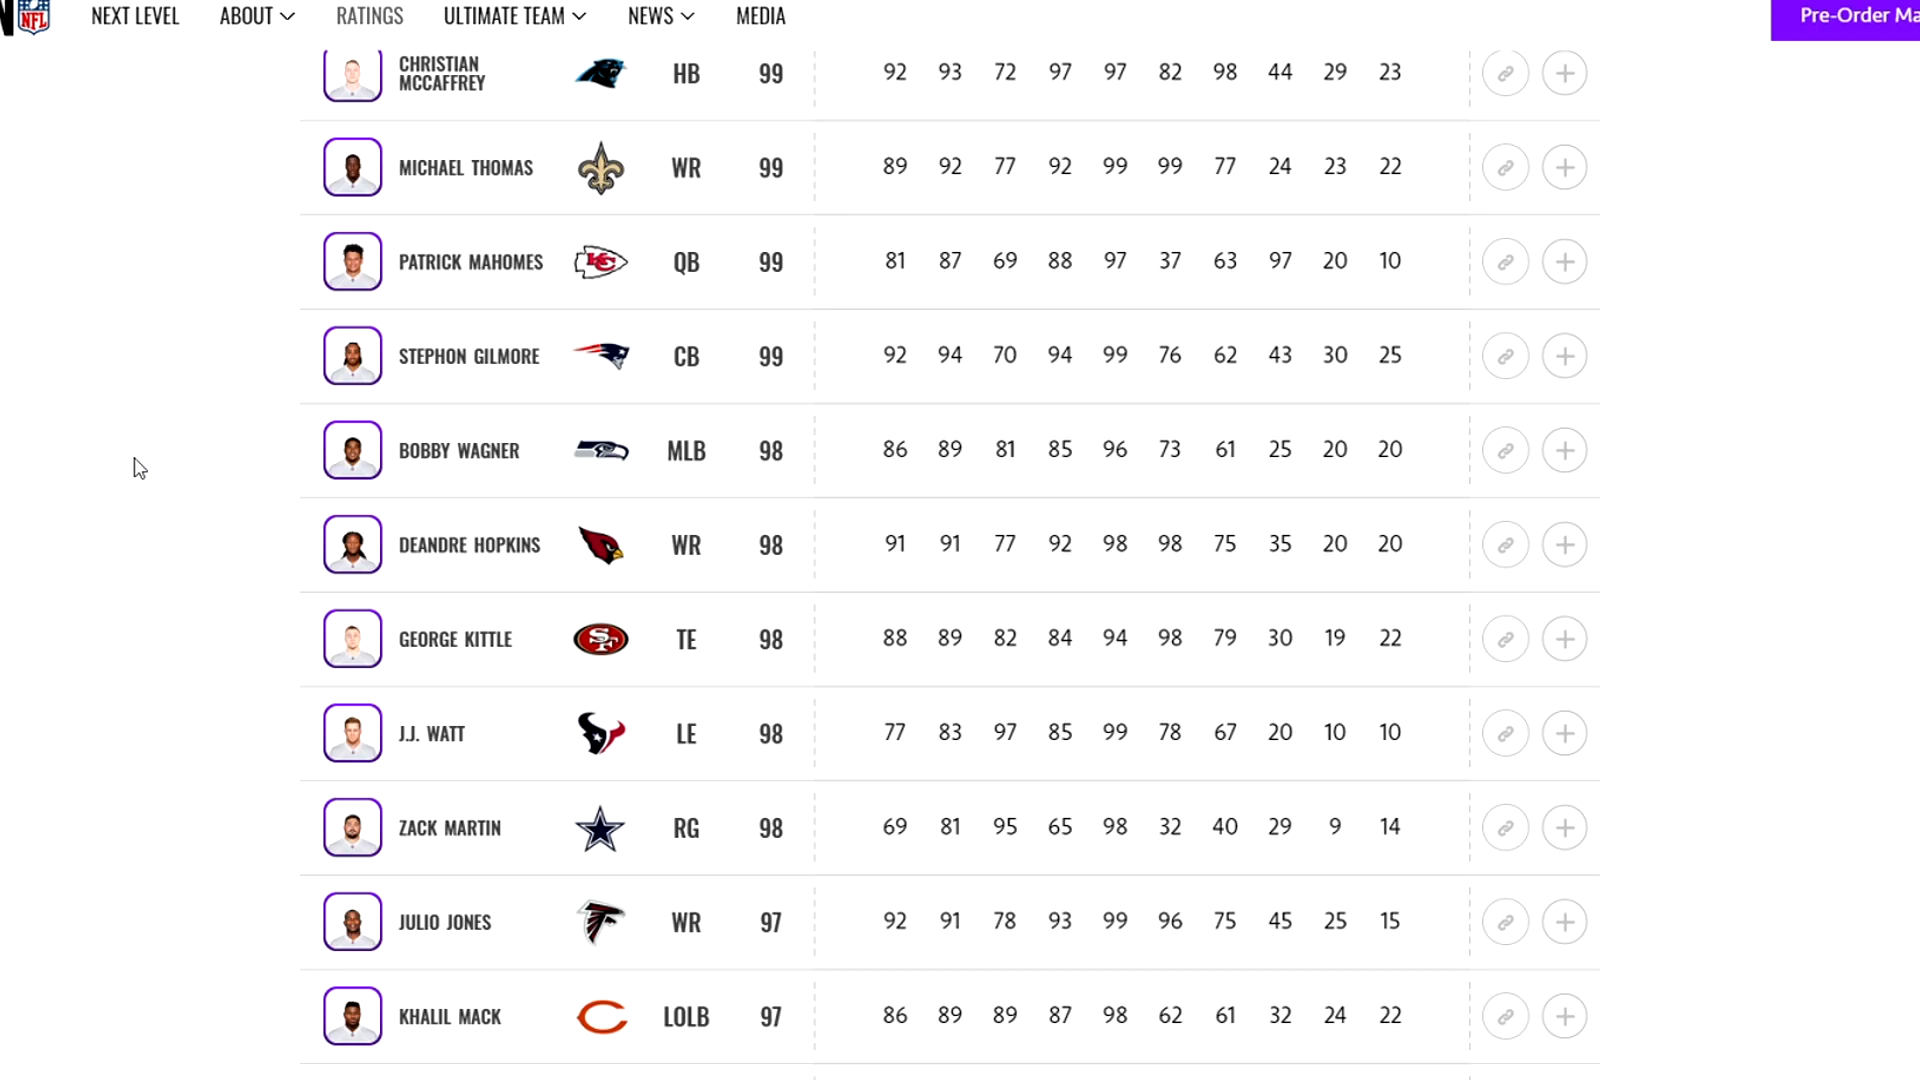 NFL
NEXT LEVEL ABOUT RATINGS ULTIMATE TEAM NEWS MEDIA Pre-Order Ma
CHRISTIAN
MCCAFFREY HB 99 92 93 72 97 97 82 98 44 29 23
MICHAEL THOMAS WR 99 89 92 77 92 99 99 77 24 23 22
PATRICK MAHOMES KC QB 99 81 87 69 88 97 37 63 97 20 10
STEPHON GILMORE CB 99 92 94 70 94 99 76 62 43 30 25
BOBBY WAGNER MLB 98 86 89 81 85 96 73 61 25 20 20
DEANDRE HOPKINS WR 98 91 91 77 92 98 98 75 35 20 20
GEORGE KITTLE SF TE 98 88 89 82 84 94 98 79 30 19 22
J.J. WATT LE 98 77 83 97 85 99 78 67 20 10 10
ZACK MARTIN RG 98 69 81 95 65 98 32 40 29 9 14
JULIO JONES WR 97 92 91 78 93 99 96 75 45 25 15
KHALIL MACK C LOLB 97 86 89 89 87 98 62 61 32 24 22